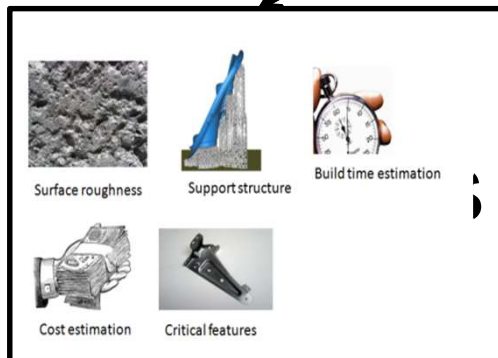 Surface roughness
Support structure
Build time estimation
Cost estimation
Critical features